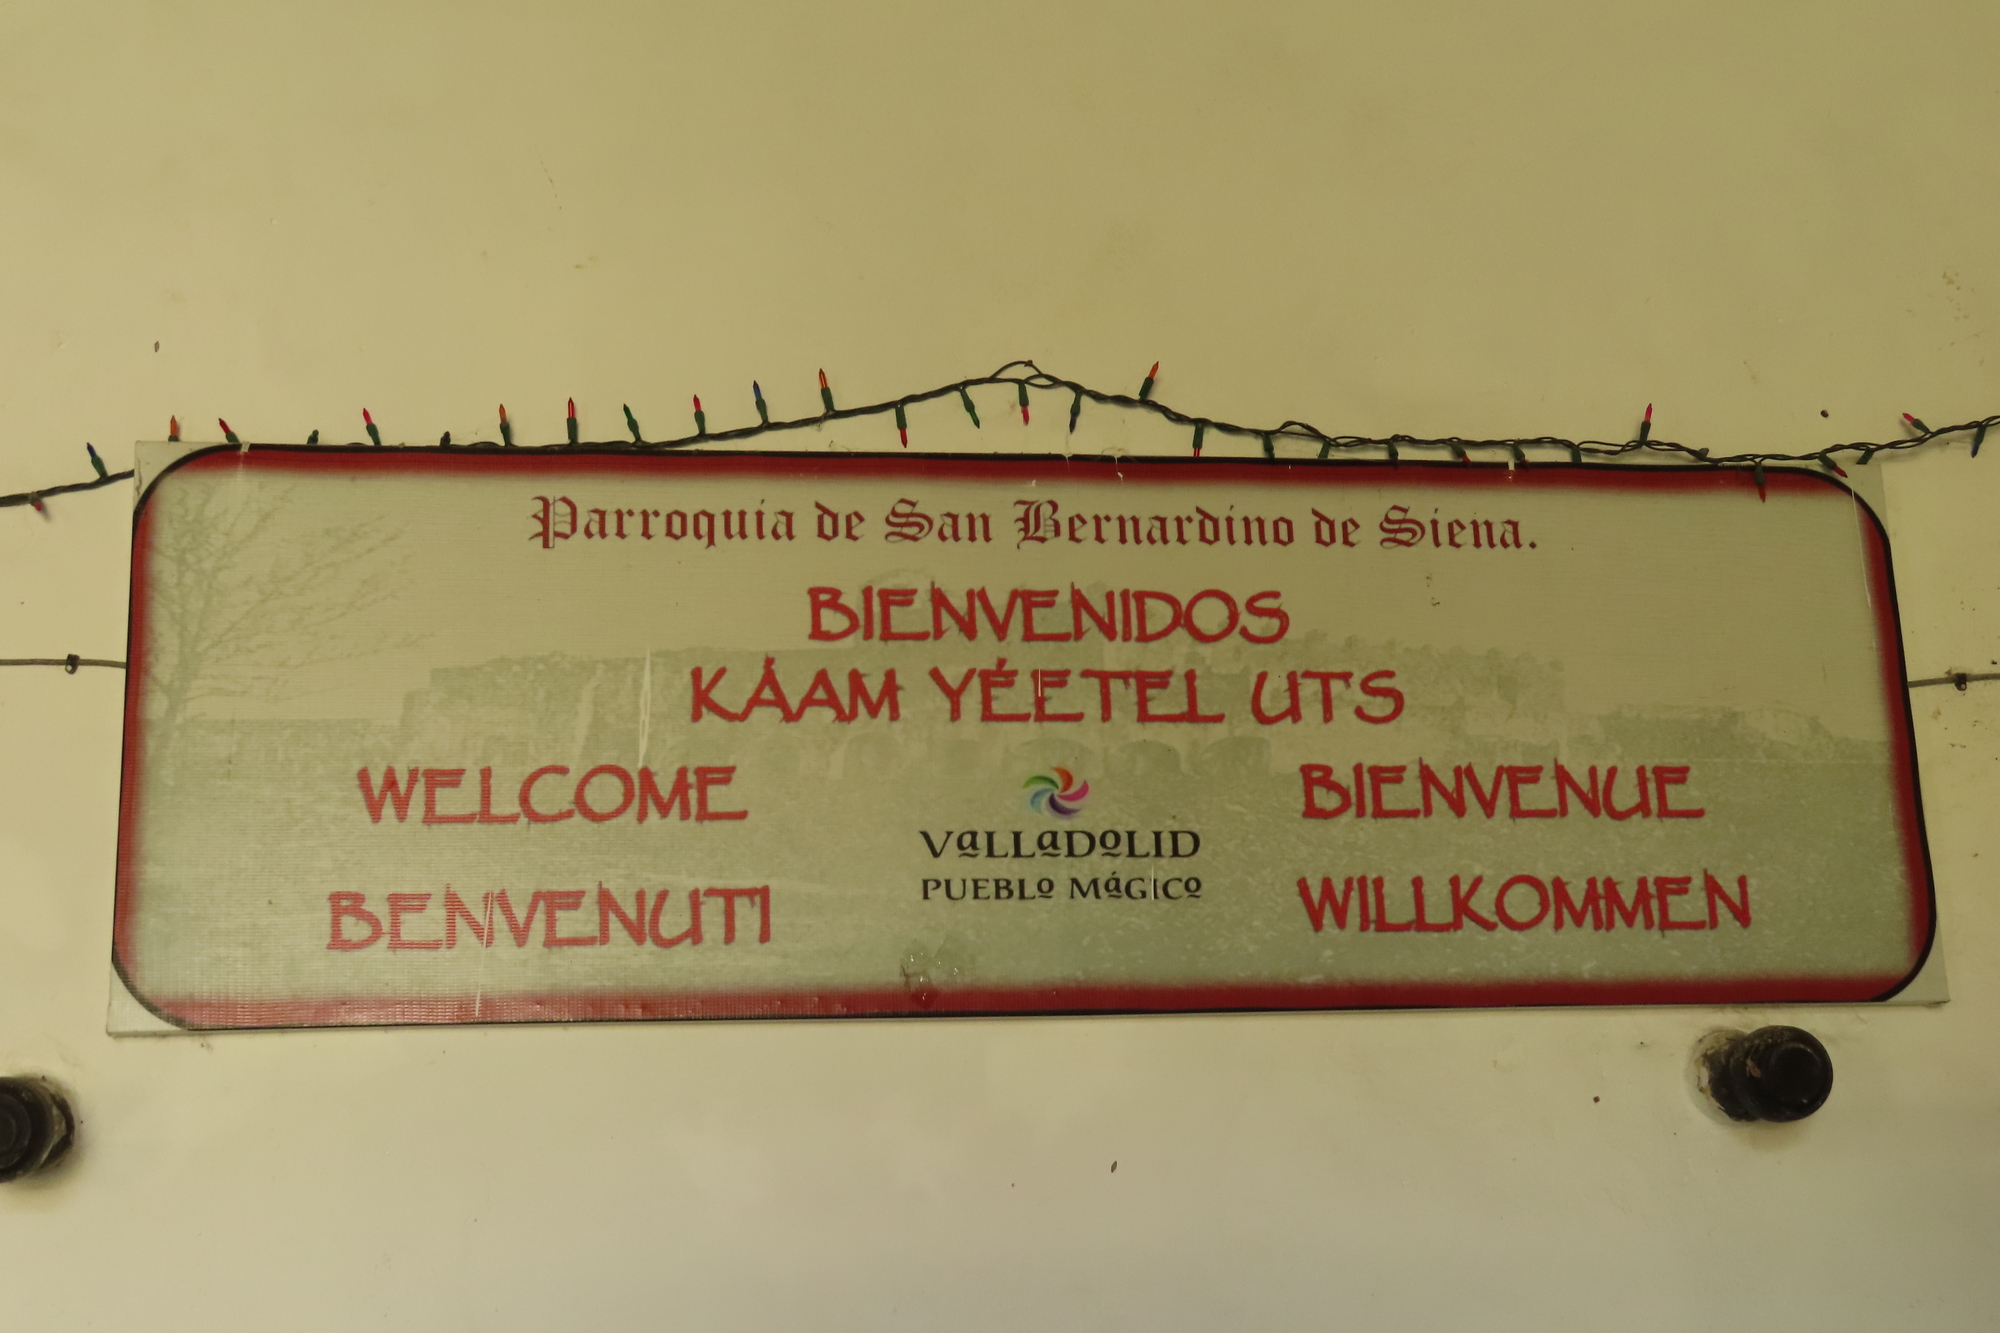 Parroquia de San Bernardino de Siena.
BIENVENIDOS
KÁAM YÉETEL UTS
WELCOME
BIENVENUE
VALLADOLID
PUEBLO MÁGICO
BENVENUTI
WILLKOMMEN